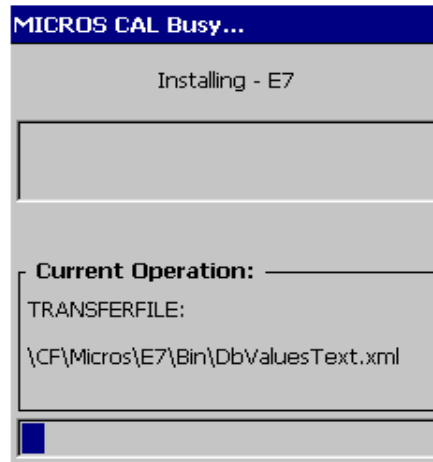 MICROS CAL Busy...
Installing - E7
Current Operation:
TRANSFERFILE:
\CF\Micros\E7\Bin\DbValuesText.xml